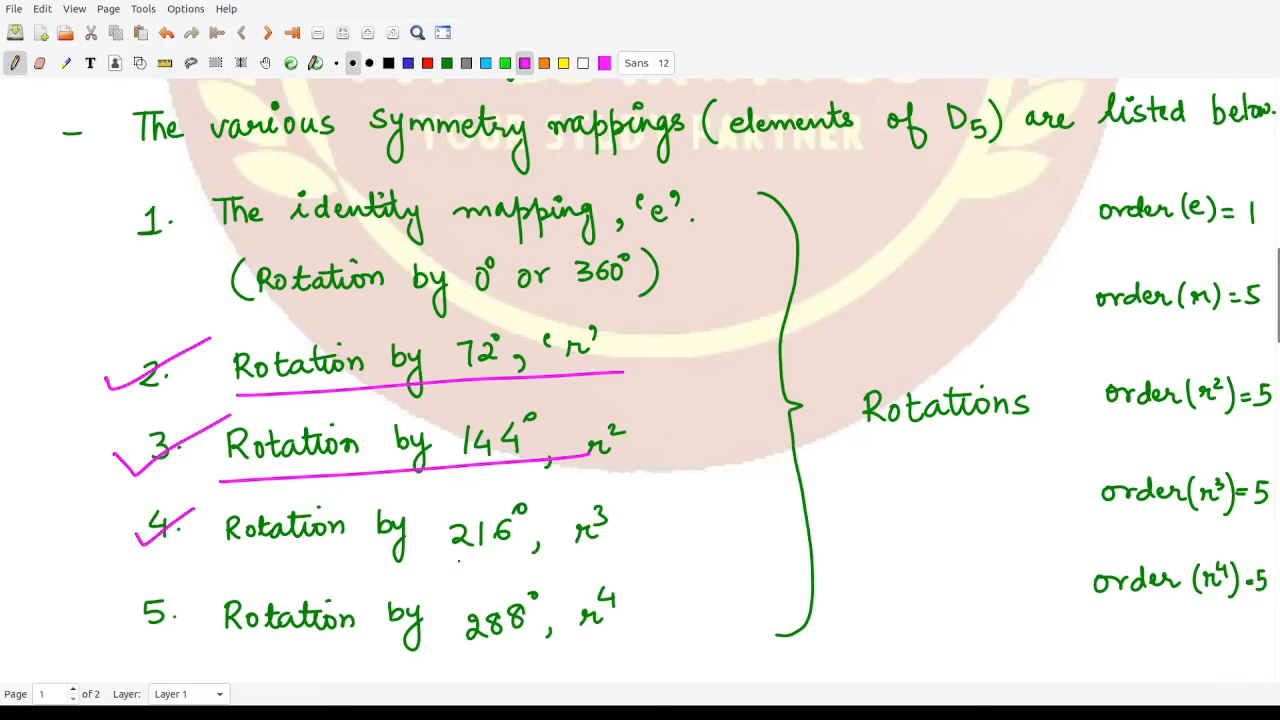 File Edit View Page Tools Options Help
Sans 12
YOUR STUDY PARTNER
- The various symmetry mappings (elements of D5) are listed below.
1. The identity mapping, 'e'.
order (e) = 1
(Rotation by 0° or 360°)
order (r) = 5
2. Rotation by 72°, 'r'
order (r²) = 5
Rotations
3. Rotation by 144°, r²
order (r³) = 5
4. Rotation by 216°, r³
order (r⁴) = 5
5. Rotation by 288°, r⁴
Page 1 of 2 Layer: Layer 1